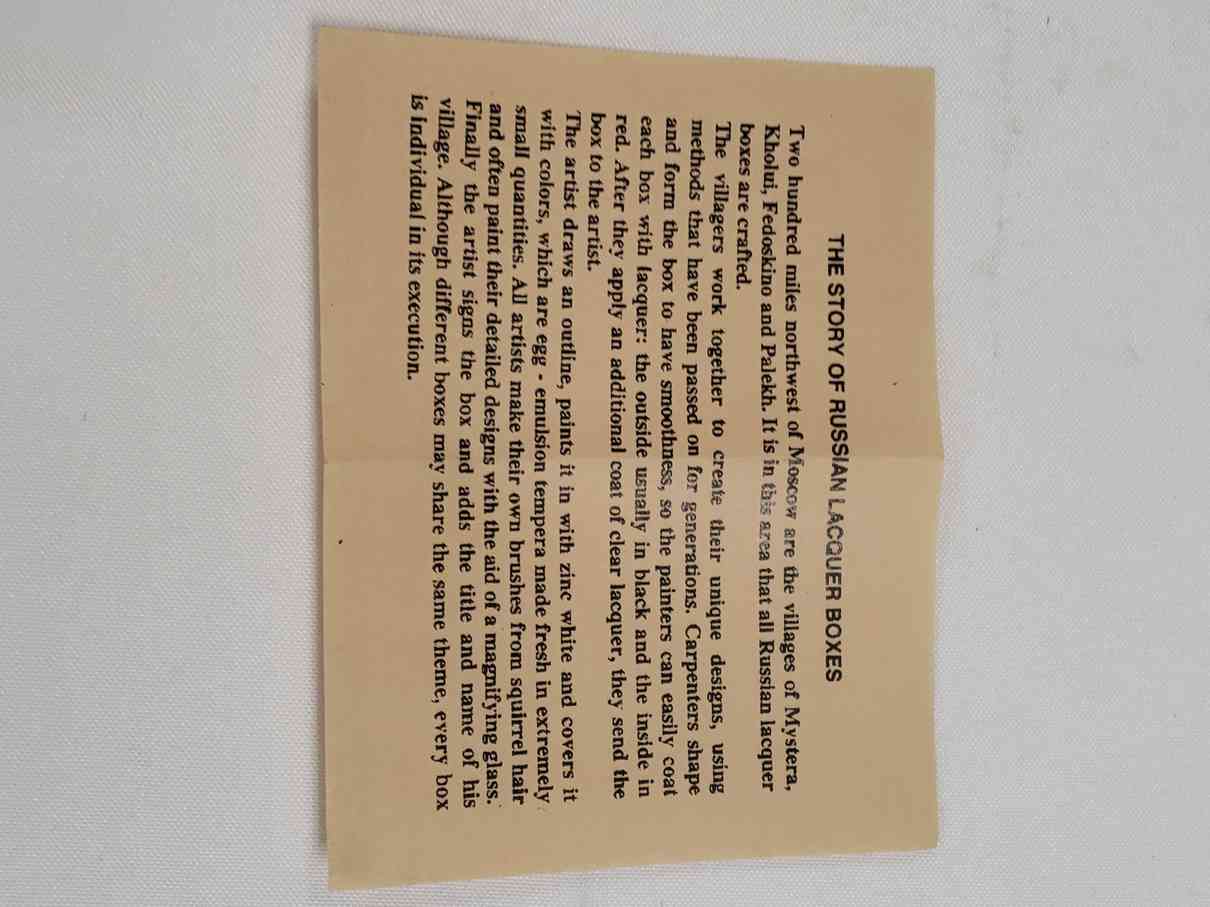 THE STORY OF RUSSIAN LACQUER BOXES
Two hundred miles northwest of Moscow are the villages of Mystera,
Kholui, Fedoskino and Palekh. It is in this area that all Russian lacquer
boxes are crafted.
The villagers work together to create their unique designs, using
methods that have been passed on for generations. Carpenters shape
and form the box to have smoothness, so the painters can easily coat
each box with lacquer: the outside usually in black and the inside in
red. After they apply an additional coat of clear lacquer, they send the
box to the artist.
The artist draws an outline, paints it in with zinc white and covers it
with colors, which are egg - emulsion tempera made fresh in extremely
small quantities. All artists make their own brushes from squirrel hair
and often paint their detailed designs with the aid of a magnifying glass.
Finally the artist signs the box and adds the title and name of his
village. Although different boxes may share the same theme, every box
is individual in its execution.